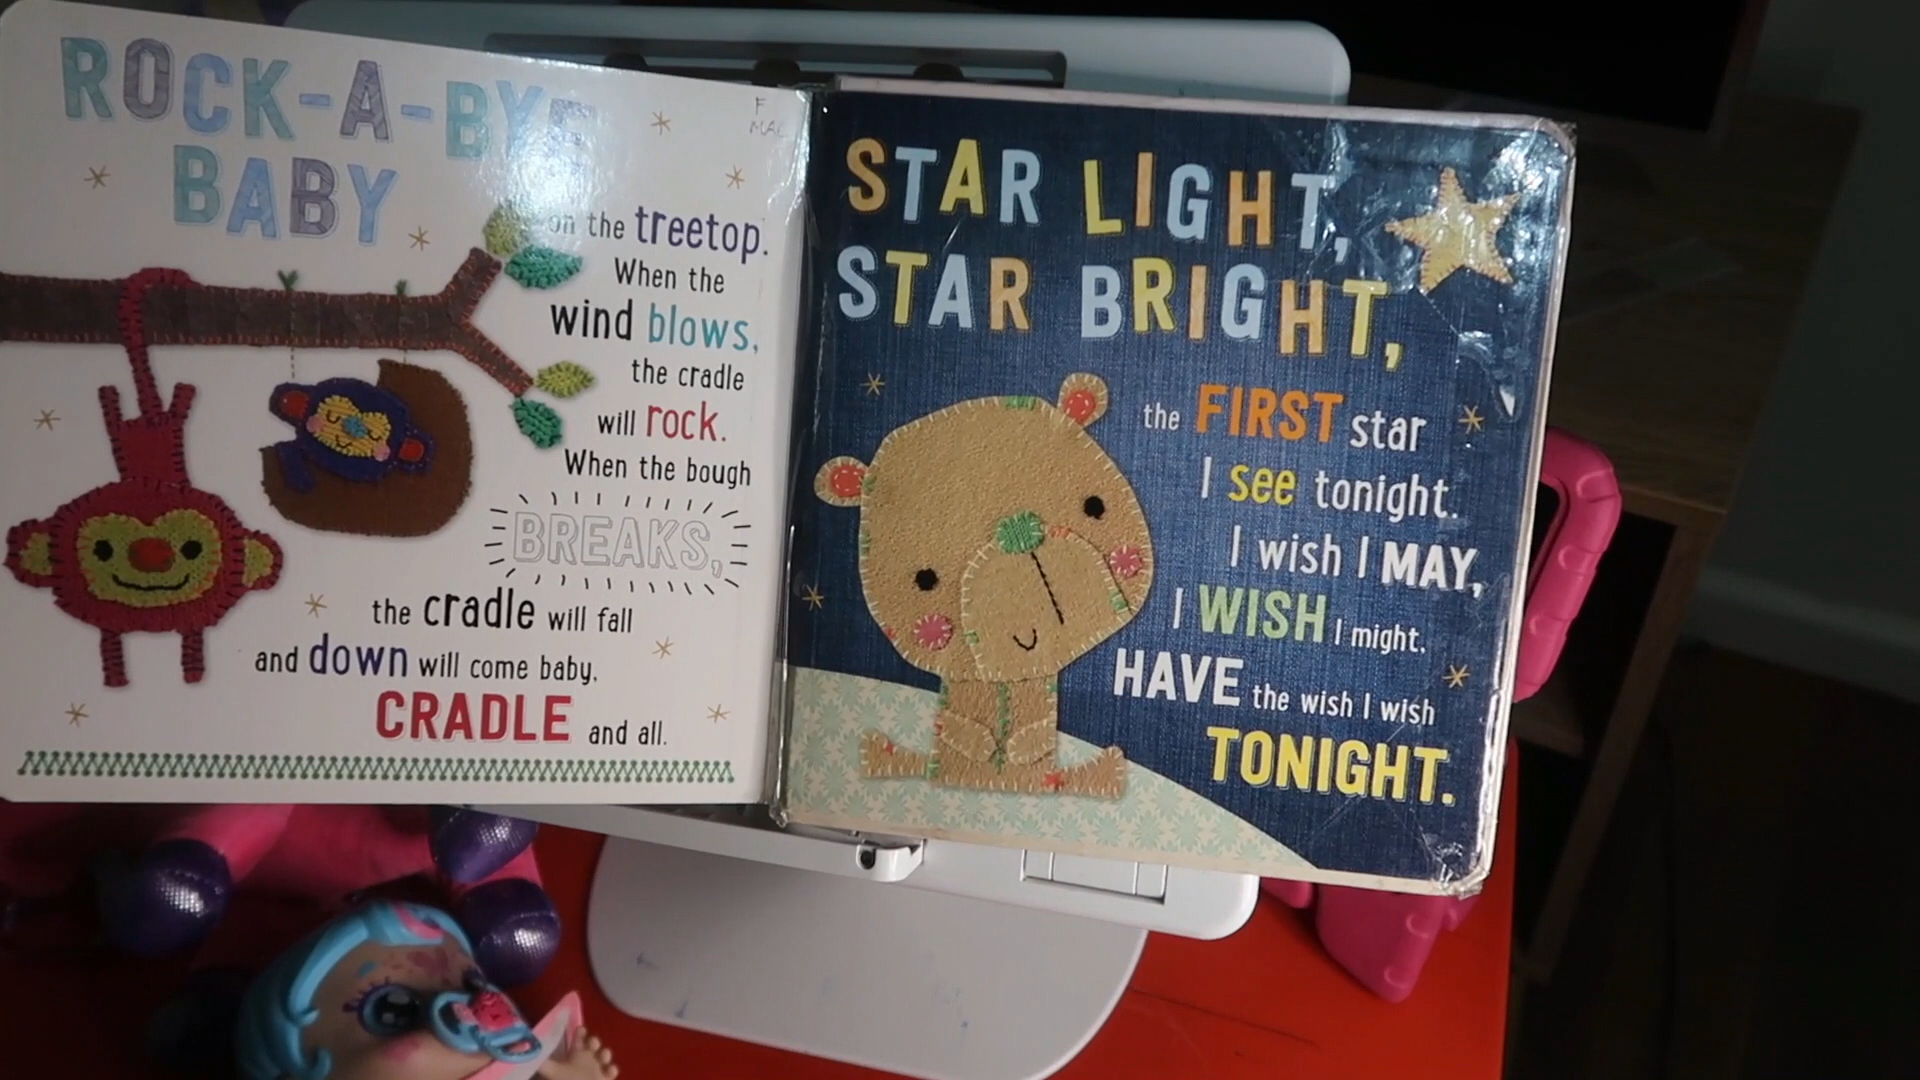 ROCK-A-BYE
BABY
on the treetop.
When the
wind blows,
the cradle
will rock.
When the bough
BREAKS,
the cradle will fall
and down will come baby,
CRADLE and all.
F
STAR LIGHT,
STAR BRIGHT,
the FIRST star
I see tonight.
I wish I MAY,
I WISH I might,
HAVE the wish I wish
TONIGHT.